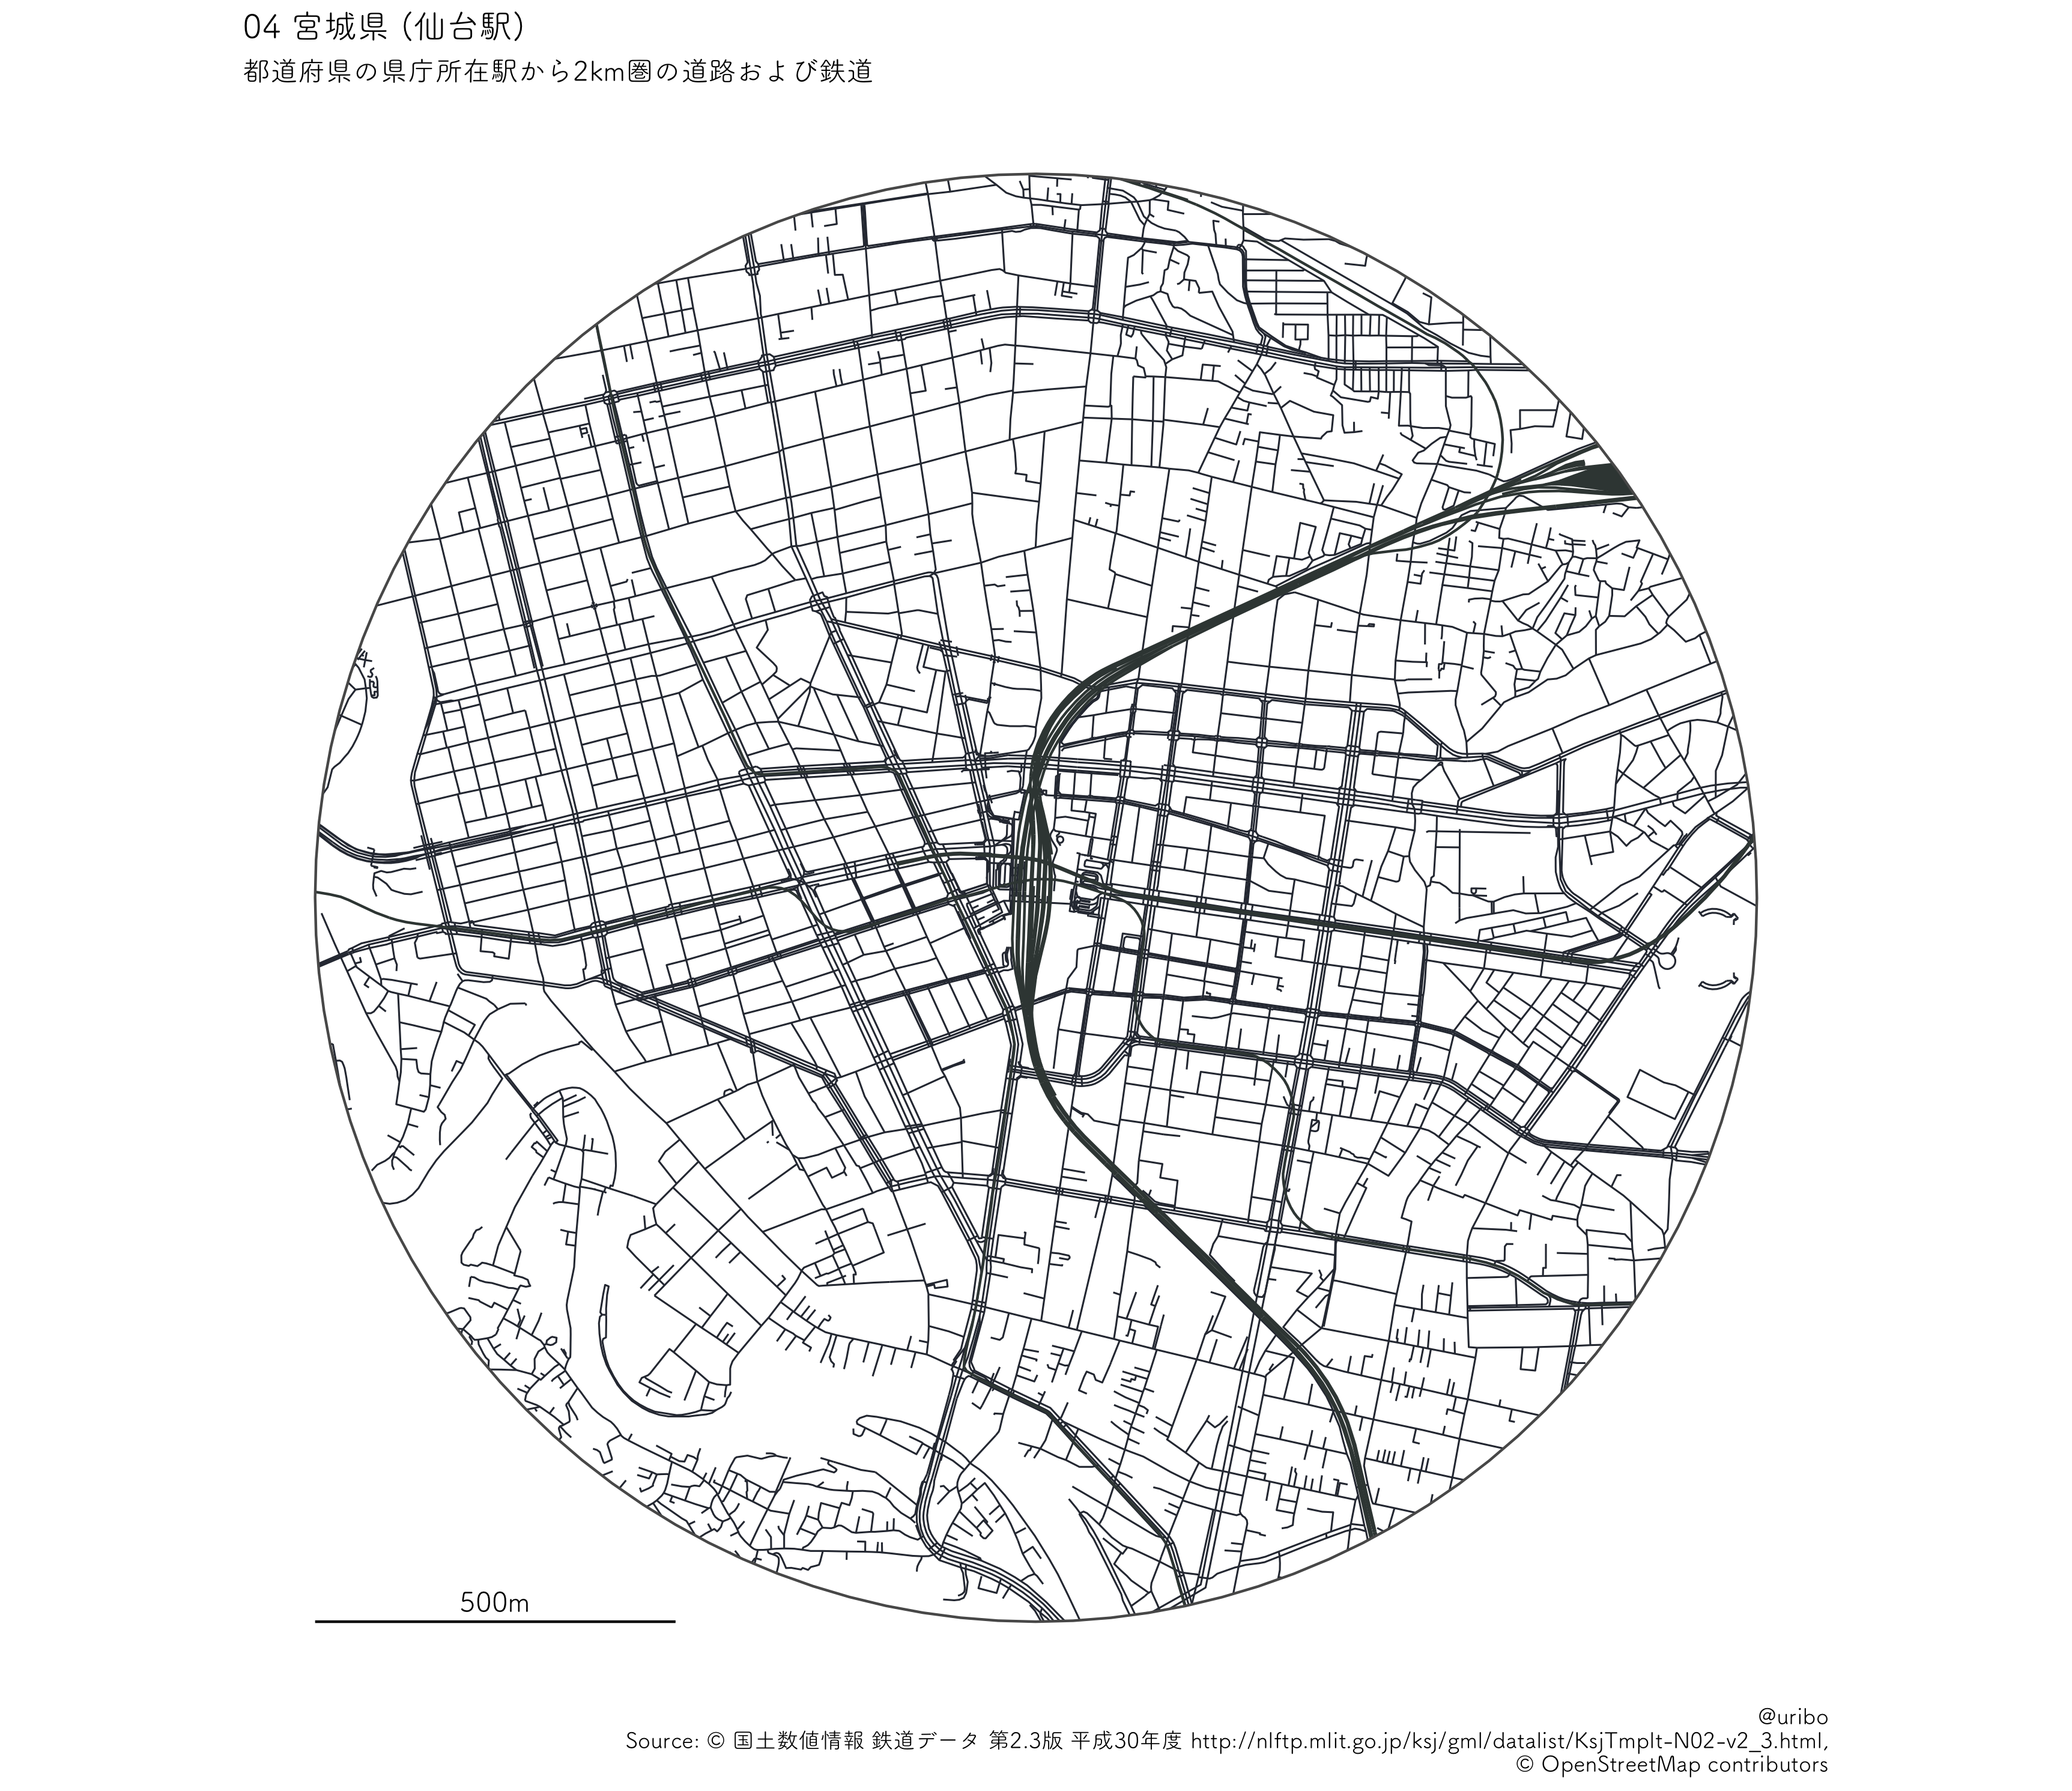 04 宮城県 (仙台駅)
都道府県の県庁所在駅から2km圏の道路および鉄道
500m
@uribo
Source: © 国土数値情報 鉄道データ 第2.3版 平成30年度 http://nlftp.mlit.go.jp/ksj/gml/datalist/KsjTmplt-N02-v2_3.html,
© OpenStreetMap contributors